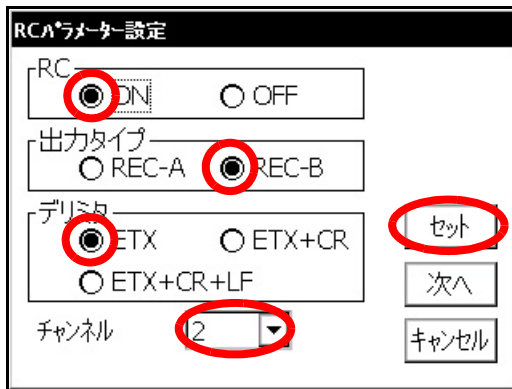 RCパラメーター設定
RC
ON OFF
出力タイプ
REC-A REC-B
デリミタ
ETX ETX+CR
ETX+CR+LF
チャンネル 2
セット
次へ
キャンセル